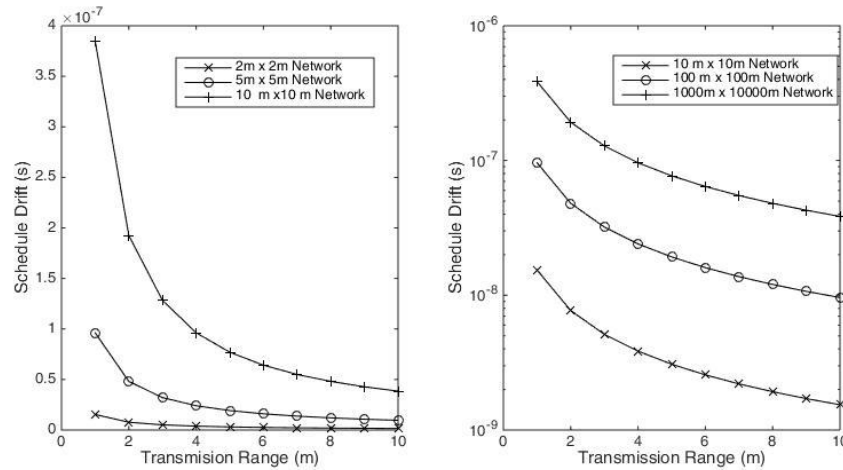 ×10⁻⁷
4
3.5
3
2.5
2
1.5
1
0.5
0
Schedule Drift (s)
2m x 2m Network
5m x 5m Network
10 m x10 m Network
0 2 4 6 8 10
Transmission Range (m)
10⁻⁶
10⁻⁷
10⁻⁸
10⁻⁹
Schedule Drift (s)
10 m x 10m Network
100 m x 100m Network
1000m x 10000m Network
0 2 4 6 8 10
Transmission Range (m)